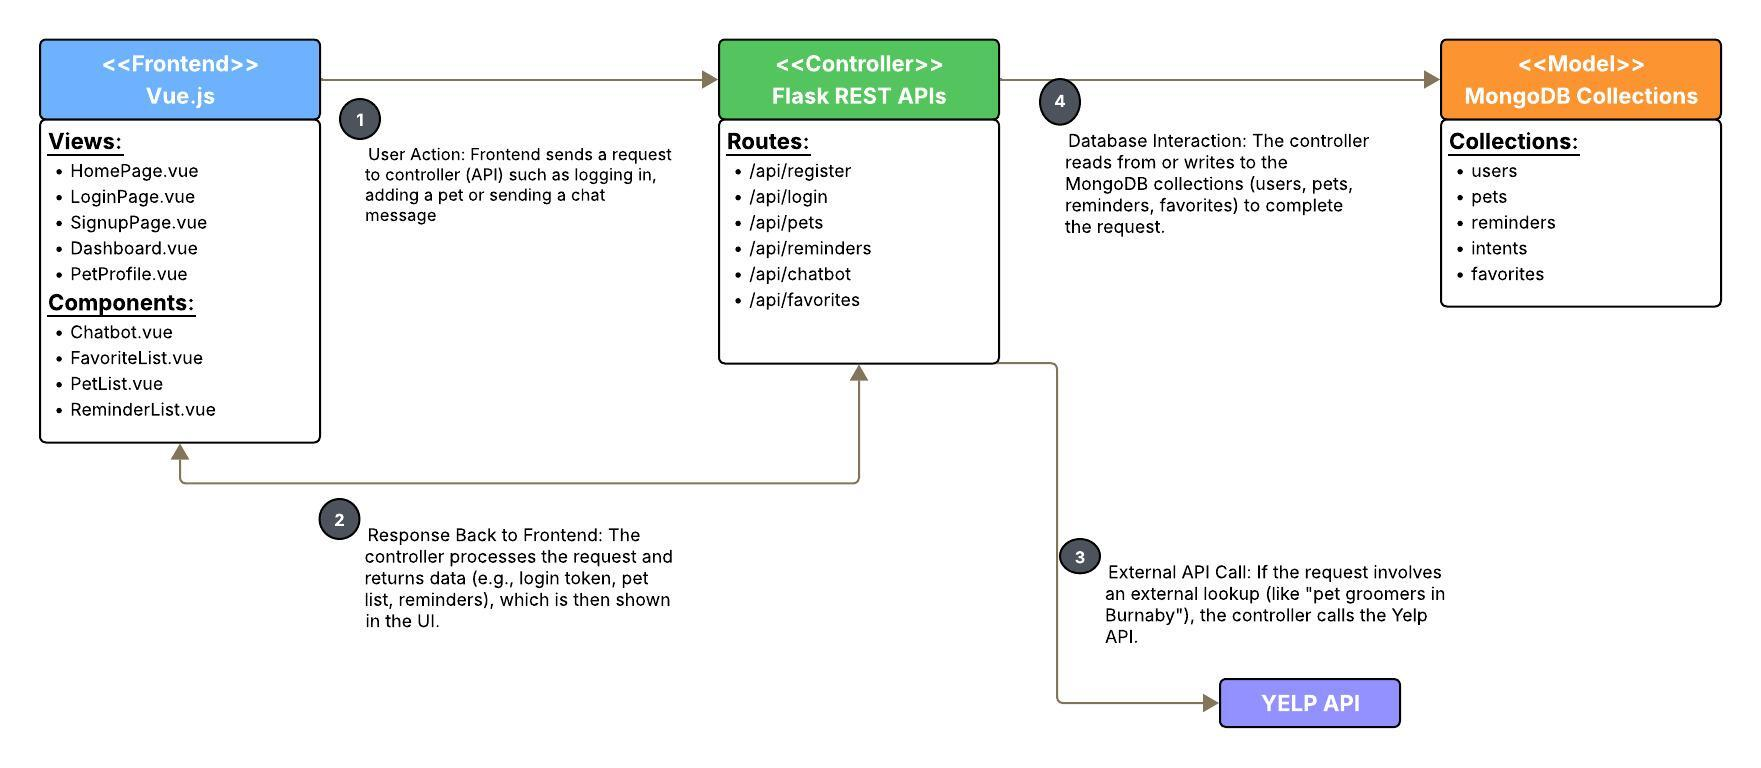 <<Frontend>>
Vue.js
Views:
• HomePage.vue
• LoginPage.vue
• SignupPage.vue
• Dashboard.vue
• PetProfile.vue
Components:
• Chatbot.vue
• FavoriteList.vue
• PetList.vue
• ReminderList.vue
1
User Action: Frontend sends a request
to controller (API) such as logging in,
adding a pet or sending a chat
message
<<Controller>>
Flask REST APIs
Routes:
• /api/register
• /api/login
• /api/pets
• /api/reminders
• /api/chatbot
• /api/favorites
4
Database Interaction: The controller
reads from or writes to the
MongoDB collections (users, pets,
reminders, favorites) to complete
the request.
<<Model>>
MongoDB Collections
Collections:
• users
• pets
• reminders
• intents
• favorites
2
Response Back to Frontend: The
controller processes the request and
returns data (e.g., login token, pet
list, reminders), which is then shown
in the UI.
3
External API Call: If the request involves
an external lookup (like "pet groomers in
Burnaby"), the controller calls the Yelp
API.
YELP API